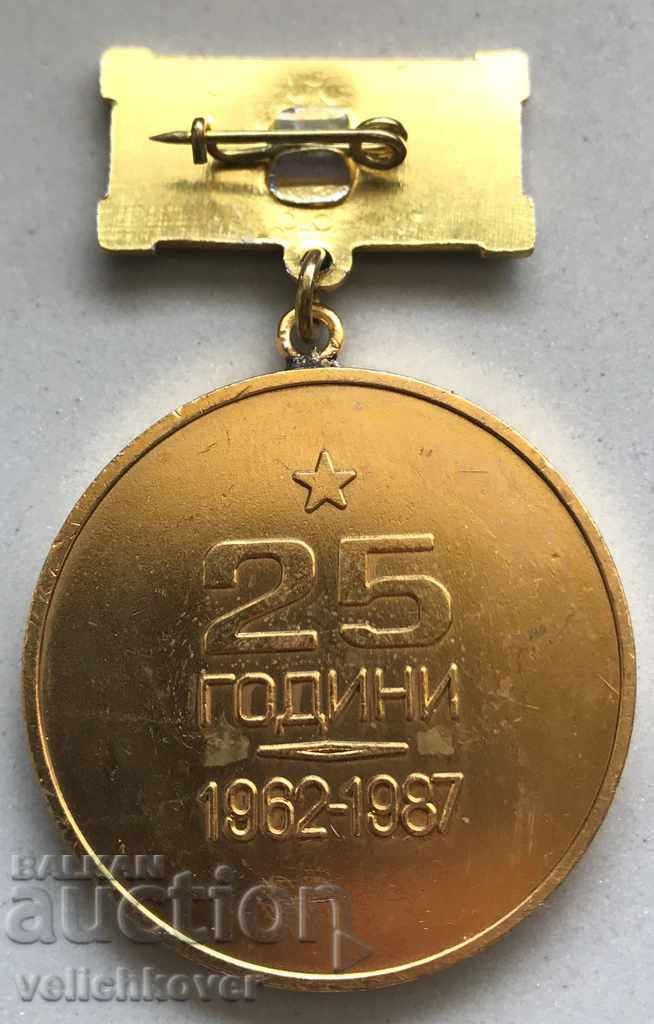 25
ГОДИНИ
1962-1987
BALKAN
auction
velichkover